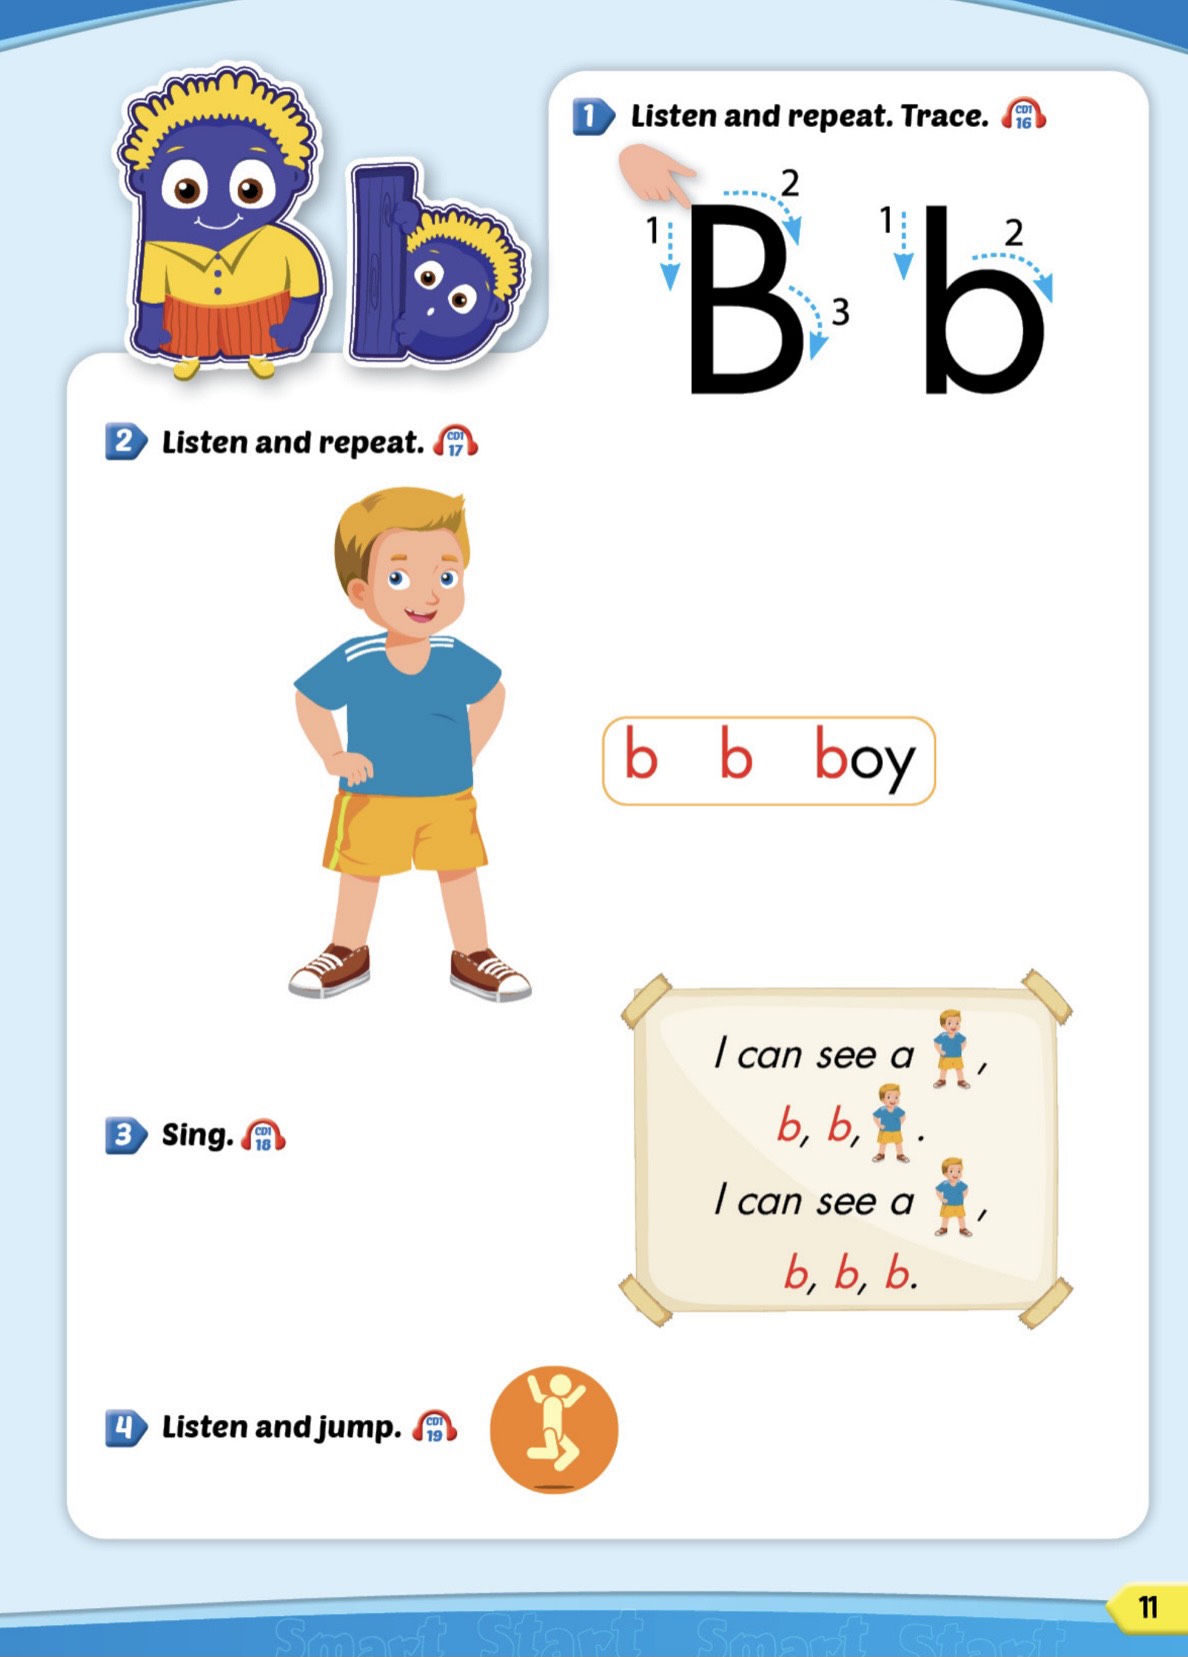 1 Listen and repeat. Trace. CD1 16
B b
1 2 3
B
1 2
b
2 Listen and repeat. CD1 17
b b boy
3 Sing. CD1 18
I can see a ,
b, b, .
I can see a ,
b, b, b.
4 Listen and jump. CD1 19
11
Smart Start Smart Start